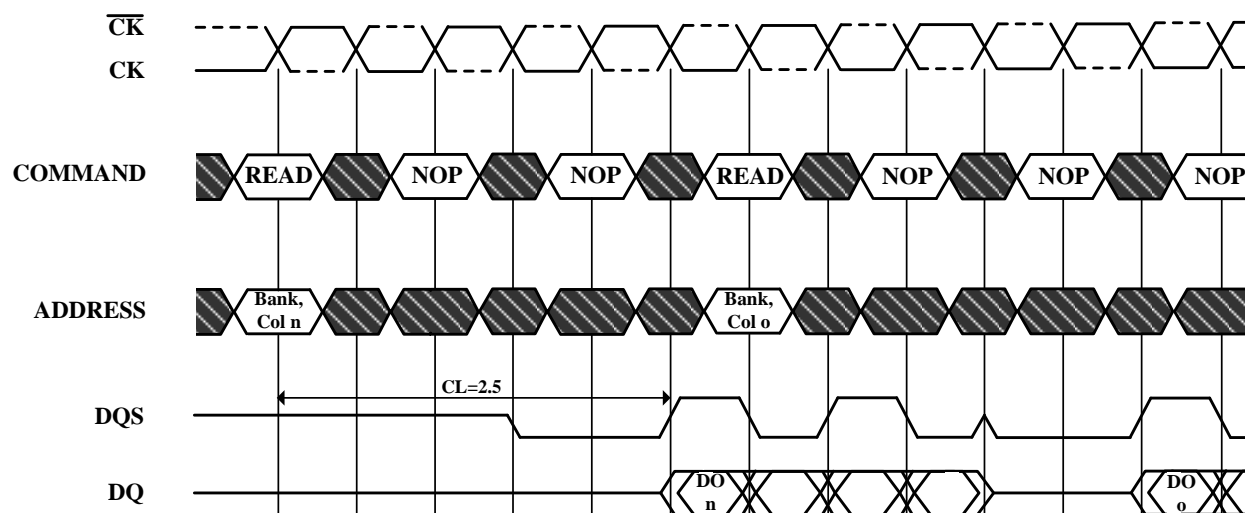 CK
CK
COMMAND READ NOP NOP READ NOP NOP NOP
ADDRESS Bank, Col n Bank, Col o
CL=2.5
DQS
DQ DO n DO o